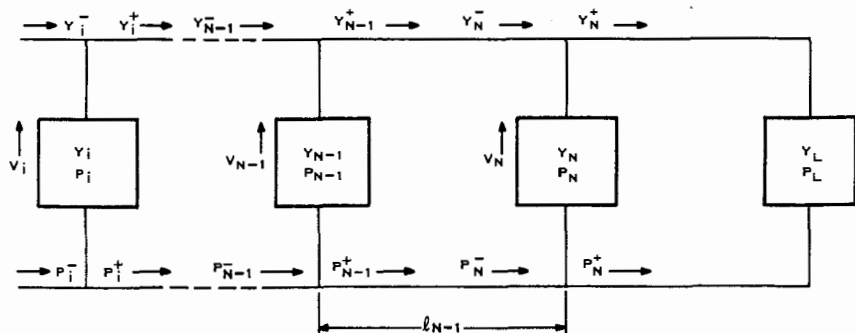 Y_i^- Y_i^+ Y_{N-1}^- Y_{N-1}^+ Y_N^- Y_N^+
V_i Y_i P_i
V_{N-1} Y_{N-1} P_{N-1}
V_N Y_N P_N
Y_L P_L
P_i^- P_i^+ P_{N-1}^- P_{N-1}^+ P_N^- P_N^+
ℓ_{N-1}